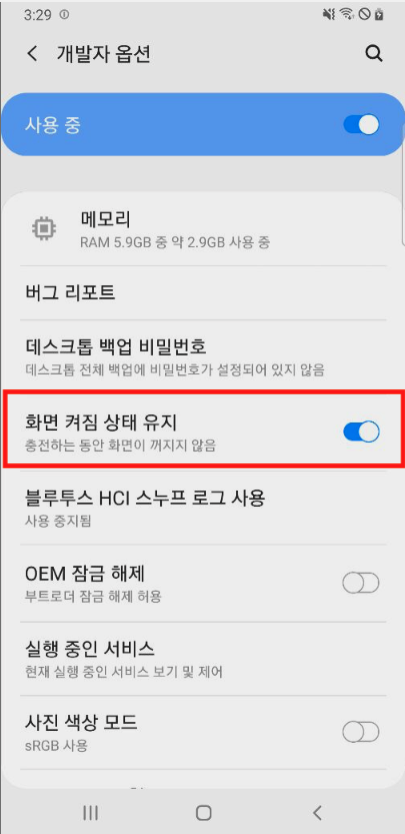 3:29
개발자 옵션
사용 중
메모리
RAM 5.9GB 중 약 2.9GB 사용 중
버그 리포트
데스크톱 백업 비밀번호
데스크톱 전체 백업에 비밀번호가 설정되어 있지 않음
화면 켜짐 상태 유지
충전하는 동안 화면이 꺼지지 않음
블루투스 HCI 스누프 로그 사용
사용 중지됨
OEM 잠금 해제
부트로더 잠금 해제 허용
실행 중인 서비스
현재 실행 중인 서비스 보기 및 제어
사진 색상 모드
sRGB 사용